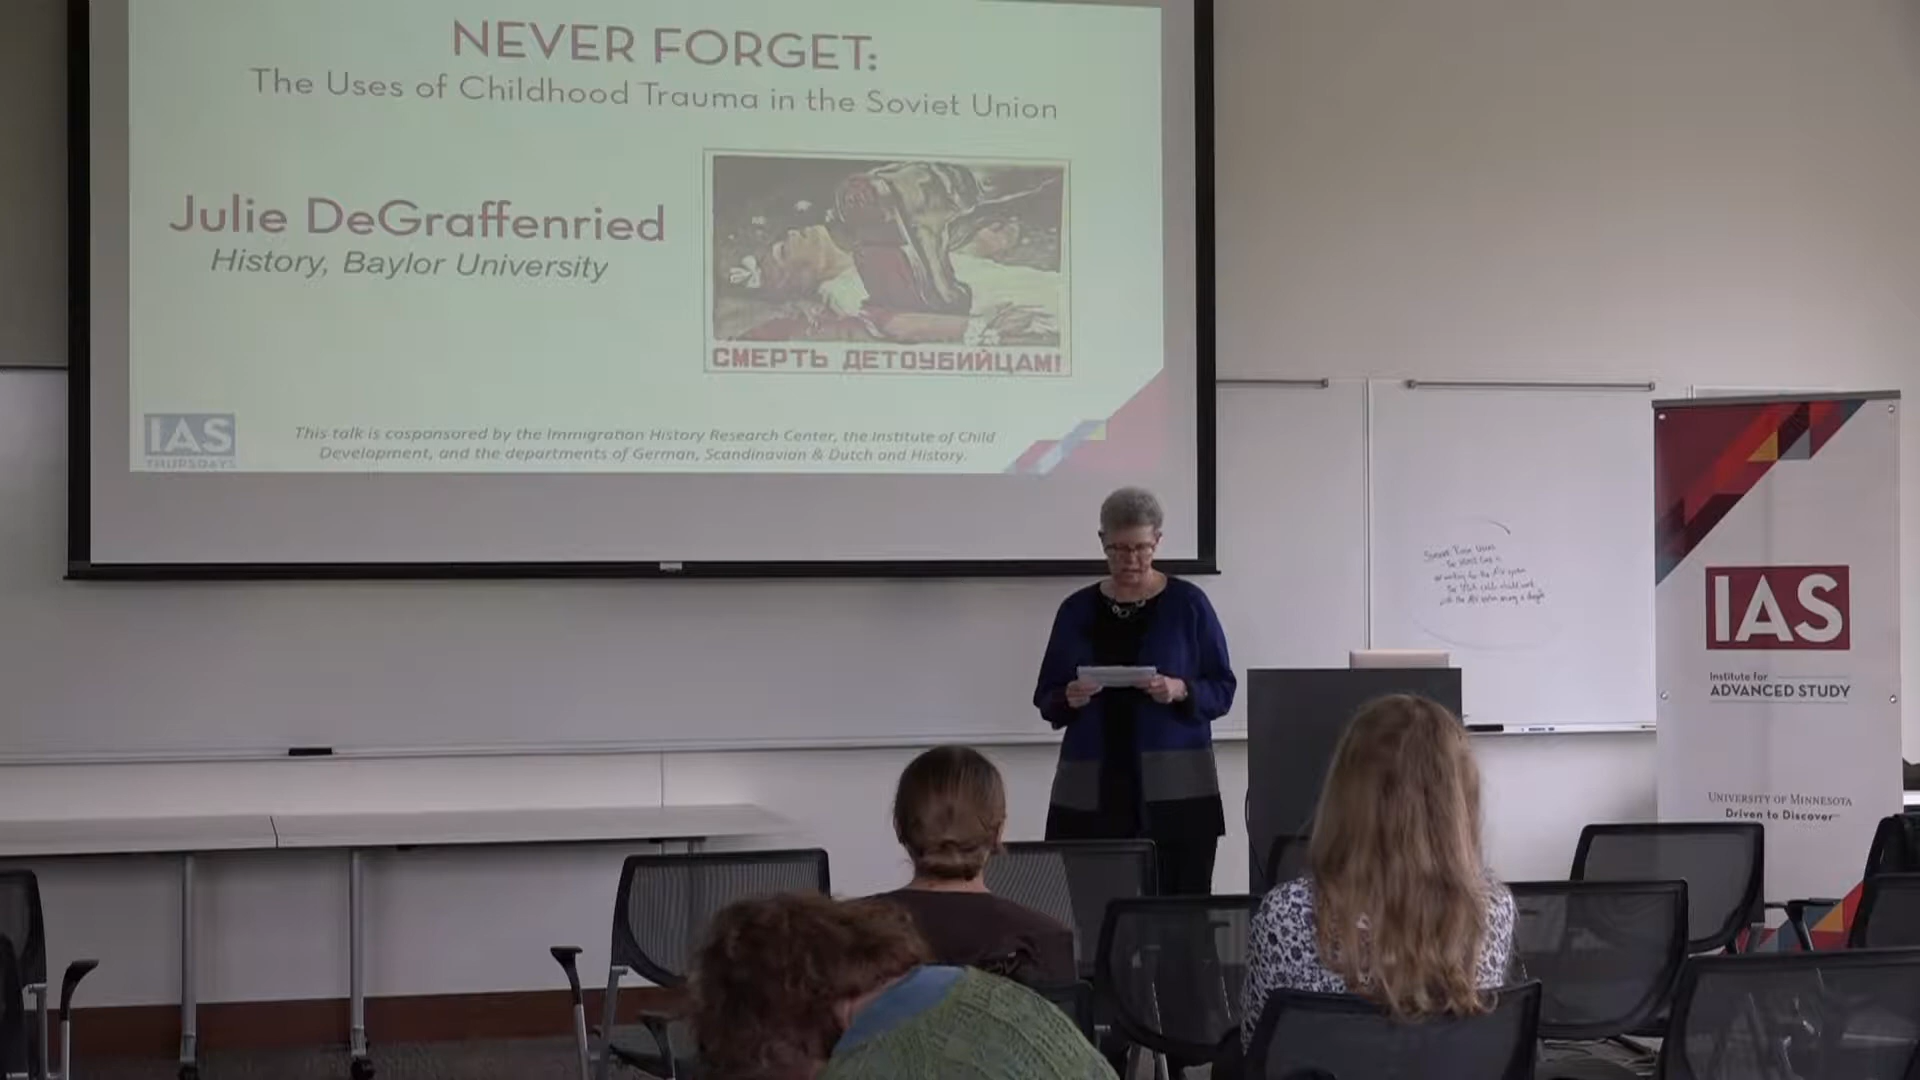 NEVER FORGET:
The Uses of Childhood Trauma in the Soviet Union
Julie DeGraffenried
History, Baylor University
СМЕРТЬ ДЕТОУБИЙЦАМ!
IAS
THURSDAYS
This talk is cosponsored by the Immigration History Research Center, the Institute of Child
Development, and the departments of German, Scandinavian & Dutch and History.
IAS
Institute for
ADVANCED STUDY
UNIVERSITY OF MINNESOTA
Driven to Discover